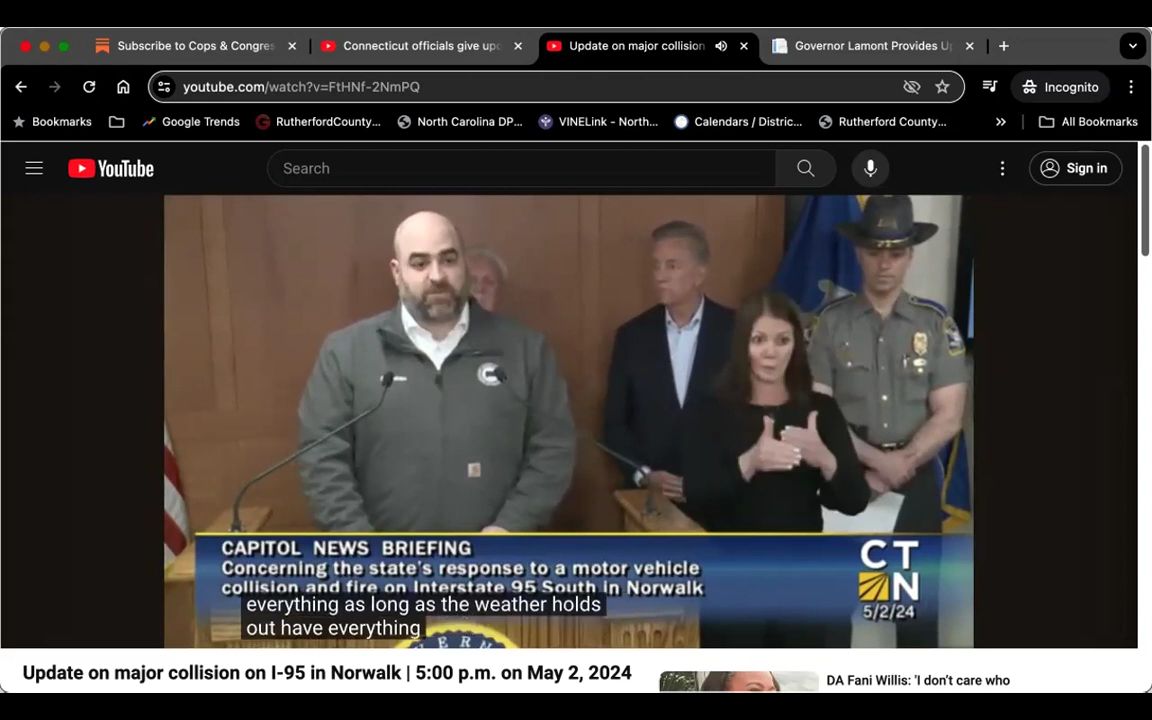 Subscribe to Cops & Congres
Connecticut officials give upd
Update on major collision
Governor Lamont Provides U
youtube.com/watch?v=FtHNf-2NmPQ
Incognito
Bookmarks
Google Trends
RutherfordCounty...
North Carolina DP...
VINELink - North...
Calendars / Distric...
Rutherford County...
All Bookmarks
YouTube
Search
Sign in
CAPITOL NEWS BRIEFING
Concerning the state's response to a motor vehicle
collision and fire on Interstate 95 South in Norwalk
CT
N
5/2/24
everything as long as the weather holds
out have everything
Update on major collision on I-95 in Norwalk | 5:00 p.m. on May 2, 2024
DA Fani Willis: 'I don't care who